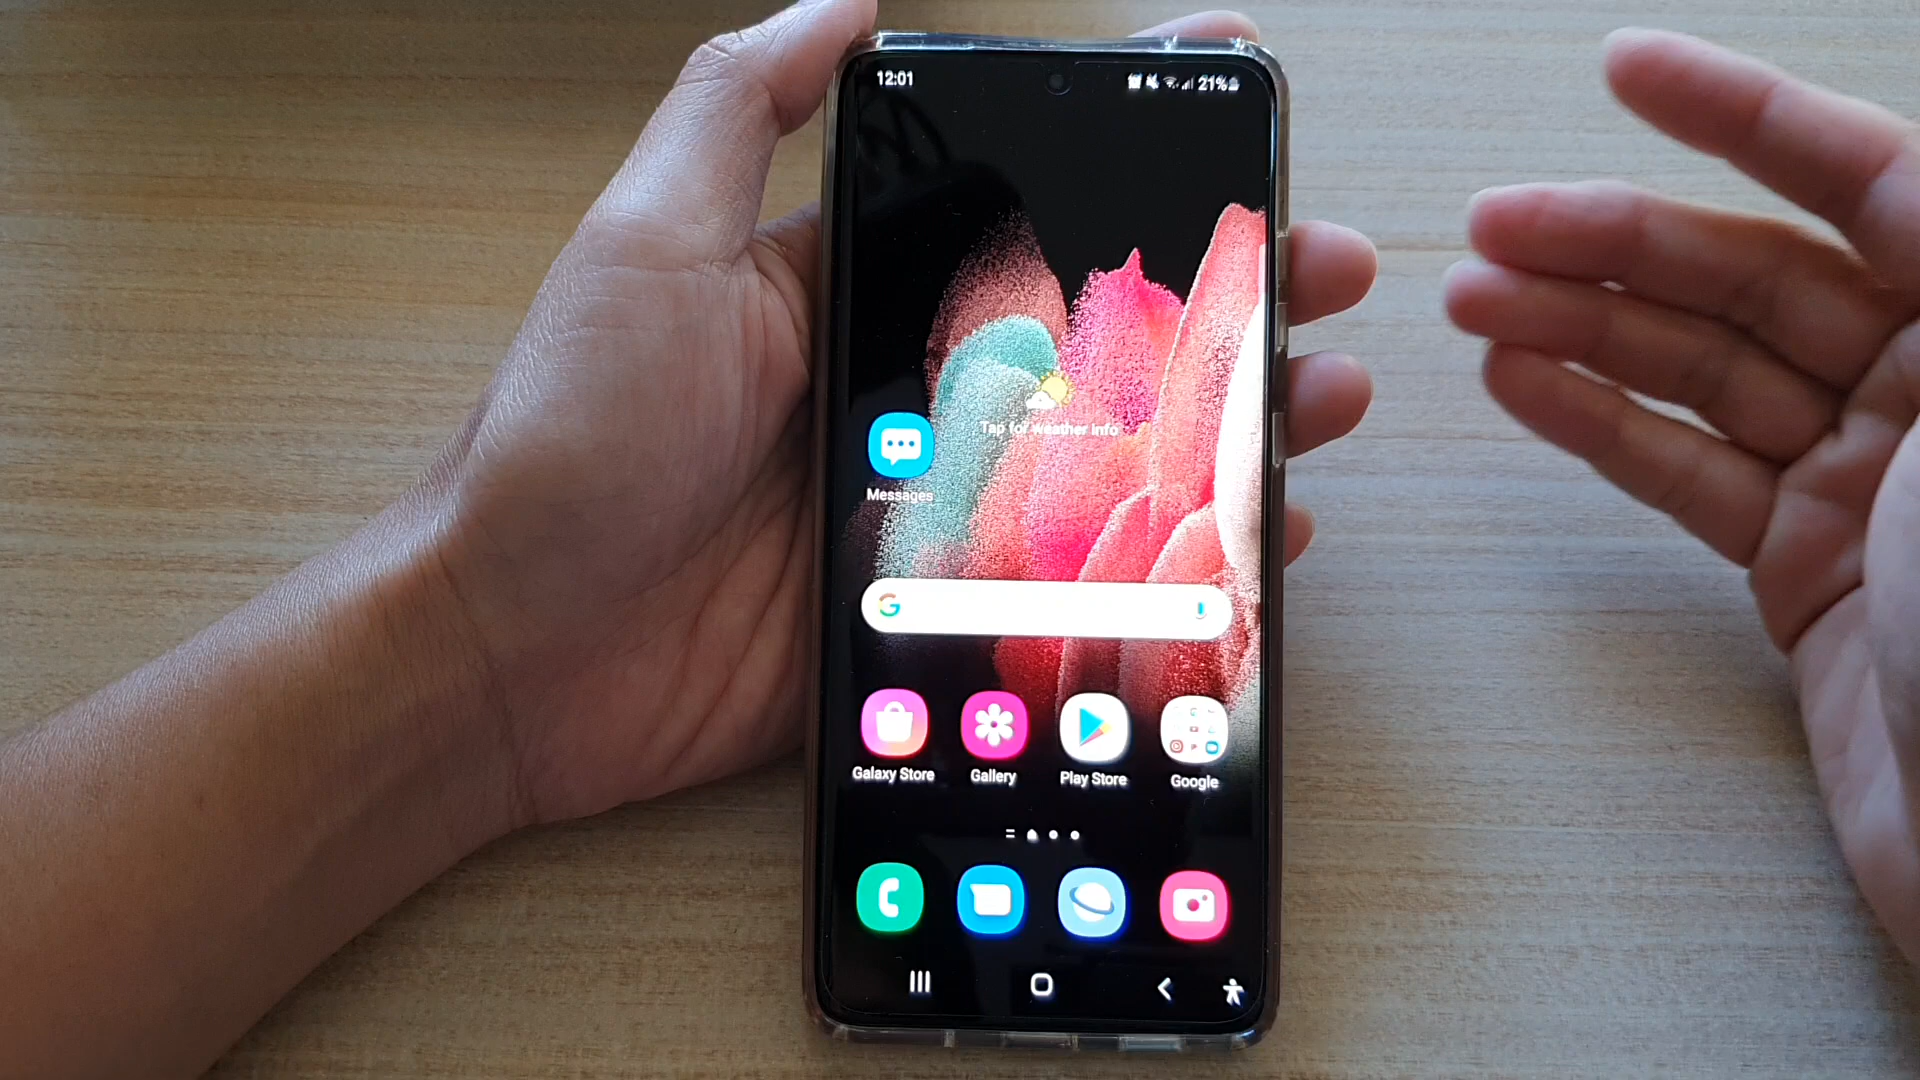 12:01
21%
Tap for weather info
Messages
G
Galaxy Store
Gallery
Play Store
Google